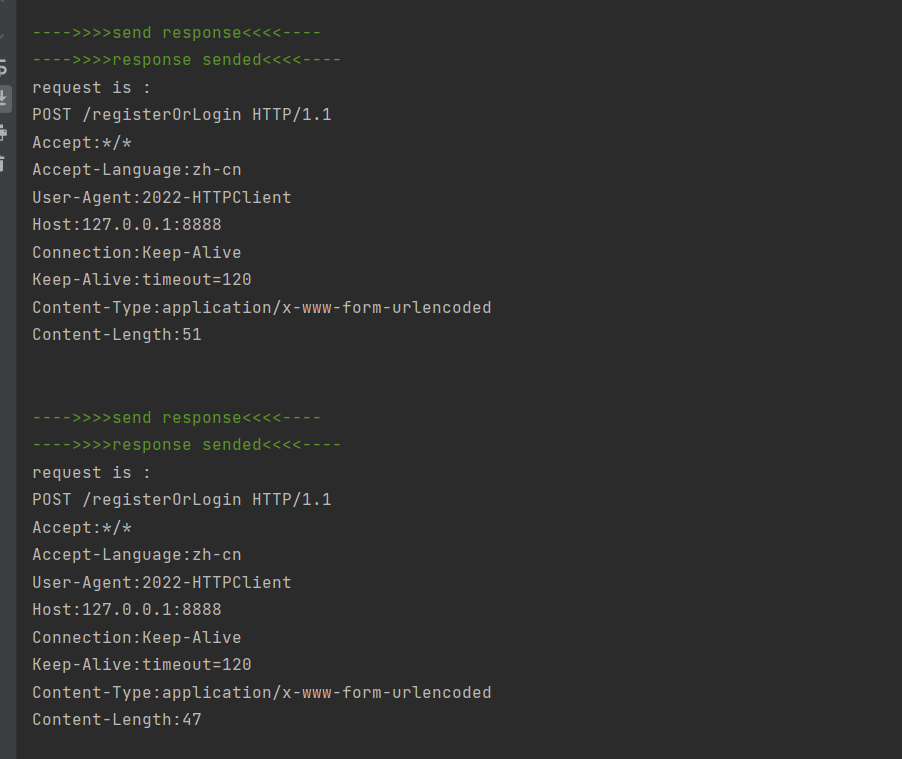 ---->>>>send response<<<<----
---->>>>response sended<<<<----
request is :
POST /registerOrLogin HTTP/1.1
Accept:*/*
Accept-Language:zh-cn
User-Agent:2022-HTTPClient
Host:127.0.0.1:8888
Connection:Keep-Alive
Keep-Alive:timeout=120
Content-Type:application/x-www-form-urlencoded
Content-Length:51
---->>>>send response<<<<----
---->>>>response sended<<<<----
request is :
POST /registerOrLogin HTTP/1.1
Accept:*/*
Accept-Language:zh-cn
User-Agent:2022-HTTPClient
Host:127.0.0.1:8888
Connection:Keep-Alive
Keep-Alive:timeout=120
Content-Type:application/x-www-form-urlencoded
Content-Length:47